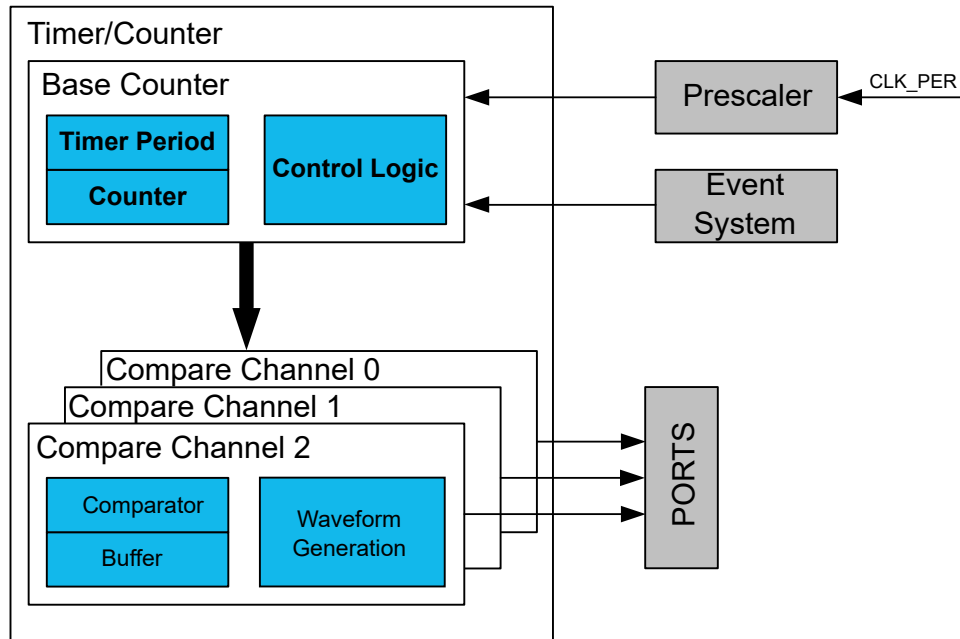 Timer/Counter
Base Counter
Timer Period
Counter
Control Logic
Prescaler
CLK_PER
Event
System
Compare Channel 0
Compare Channel 1
Compare Channel 2
Comparator
Buffer
Waveform
Generation
PORTS